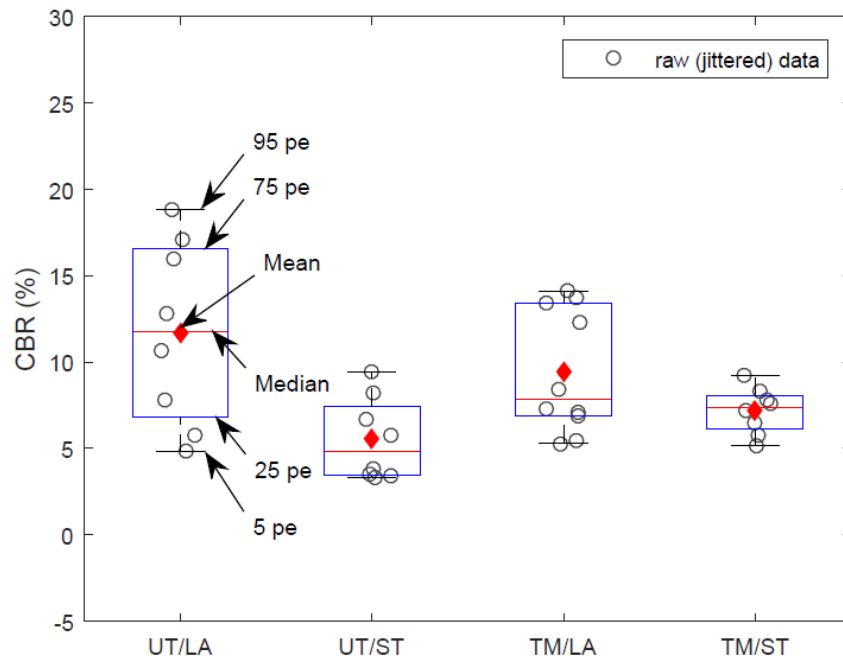 30
25
20
15
10
5
0
-5
CBR (%)
raw (jittered) data
95 pe
75 pe
Mean
Median
25 pe
5 pe
UT/LA
UT/ST
TM/LA
TM/ST